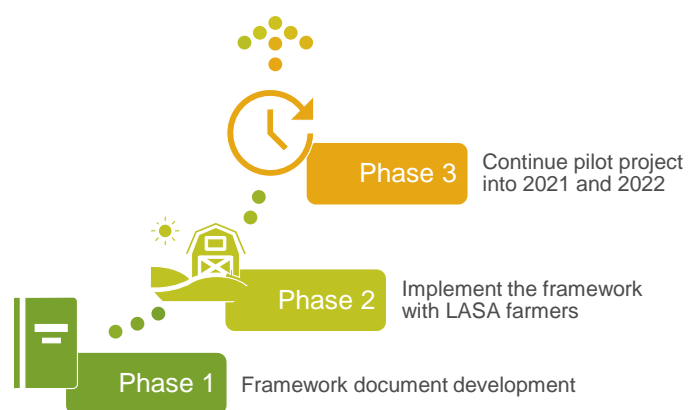 Phase 3
Continue pilot project
into 2021 and 2022
Phase 2
Implement the framework
with LASA farmers
Phase 1
Framework document development